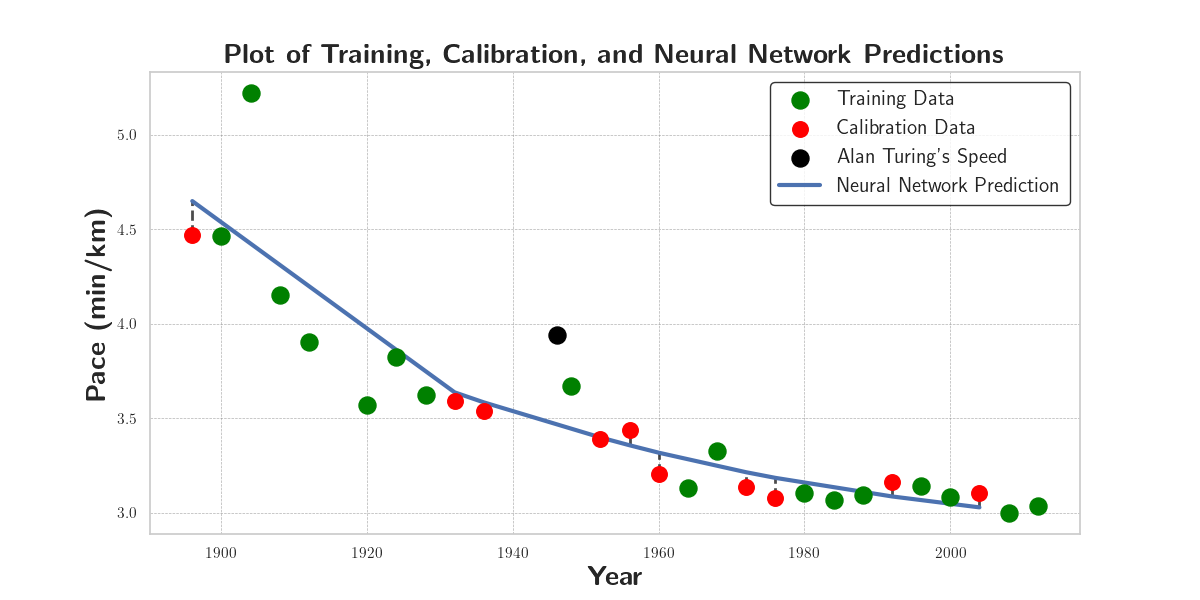 Plot of Training, Calibration, and Neural Network Predictions
Training Data
Calibration Data
Alan Turing's Speed
Neural Network Prediction
Pace (min/km)
5.0
4.5
4.0
3.5
3.0
1900 1920 1940 1960 1980 2000
Year